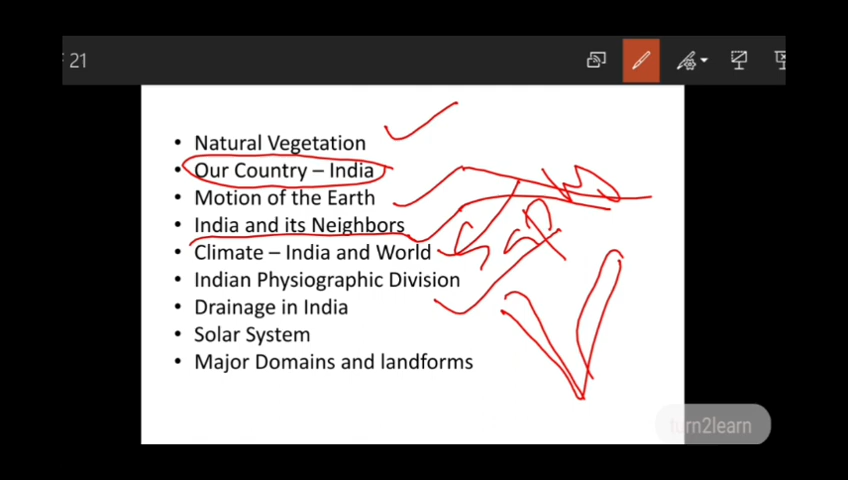 21
• Natural Vegetation
• Our Country – India
• Motion of the Earth
• India and its Neighbors
• Climate – India and World
• Indian Physiographic Division
• Drainage in India
• Solar System
• Major Domains and landforms
turn2learn